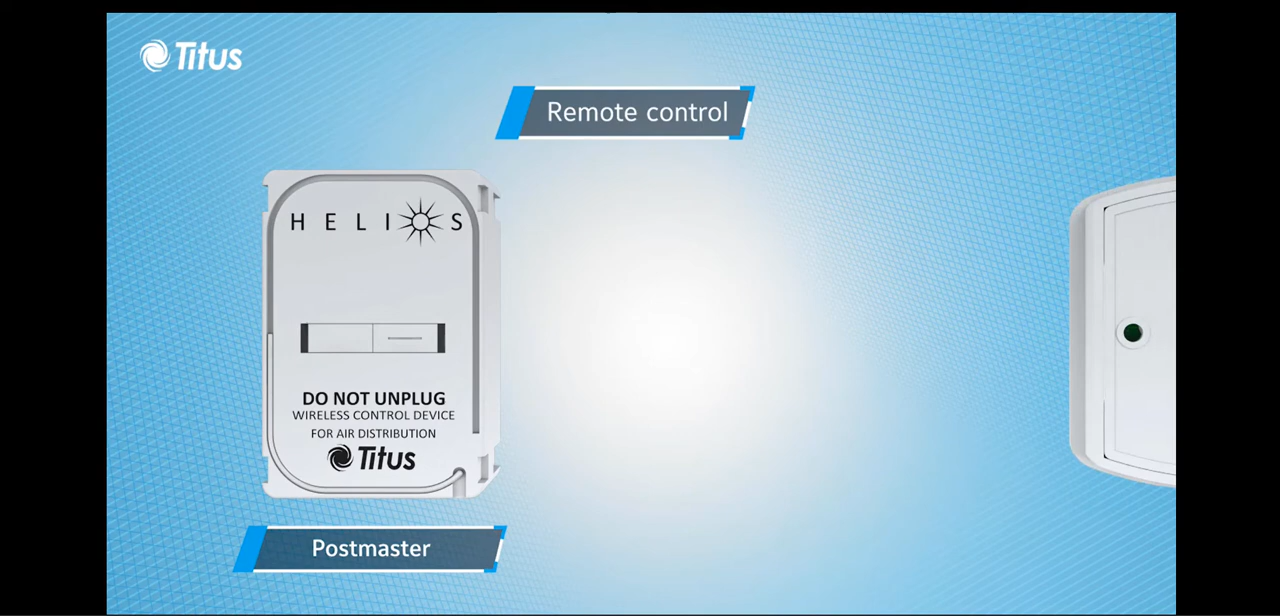 Titus
Remote control
HELIOS
DO NOT UNPLUG
WIRELESS CONTROL DEVICE
FOR AIR DISTRIBUTION
Titus
Postmaster